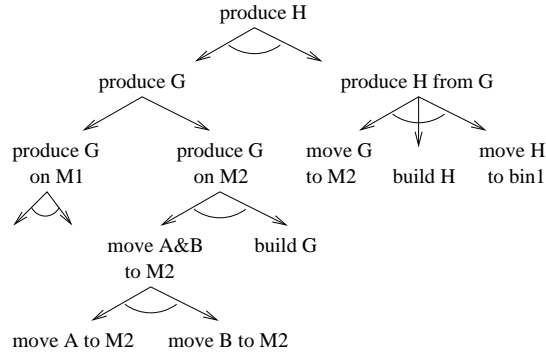 produce H
produce G
produce H from G
produce G
on M1
produce G
on M2
move G
to M2
build H
move H
to bin1
move A&B
to M2
build G
move A to M2
move B to M2